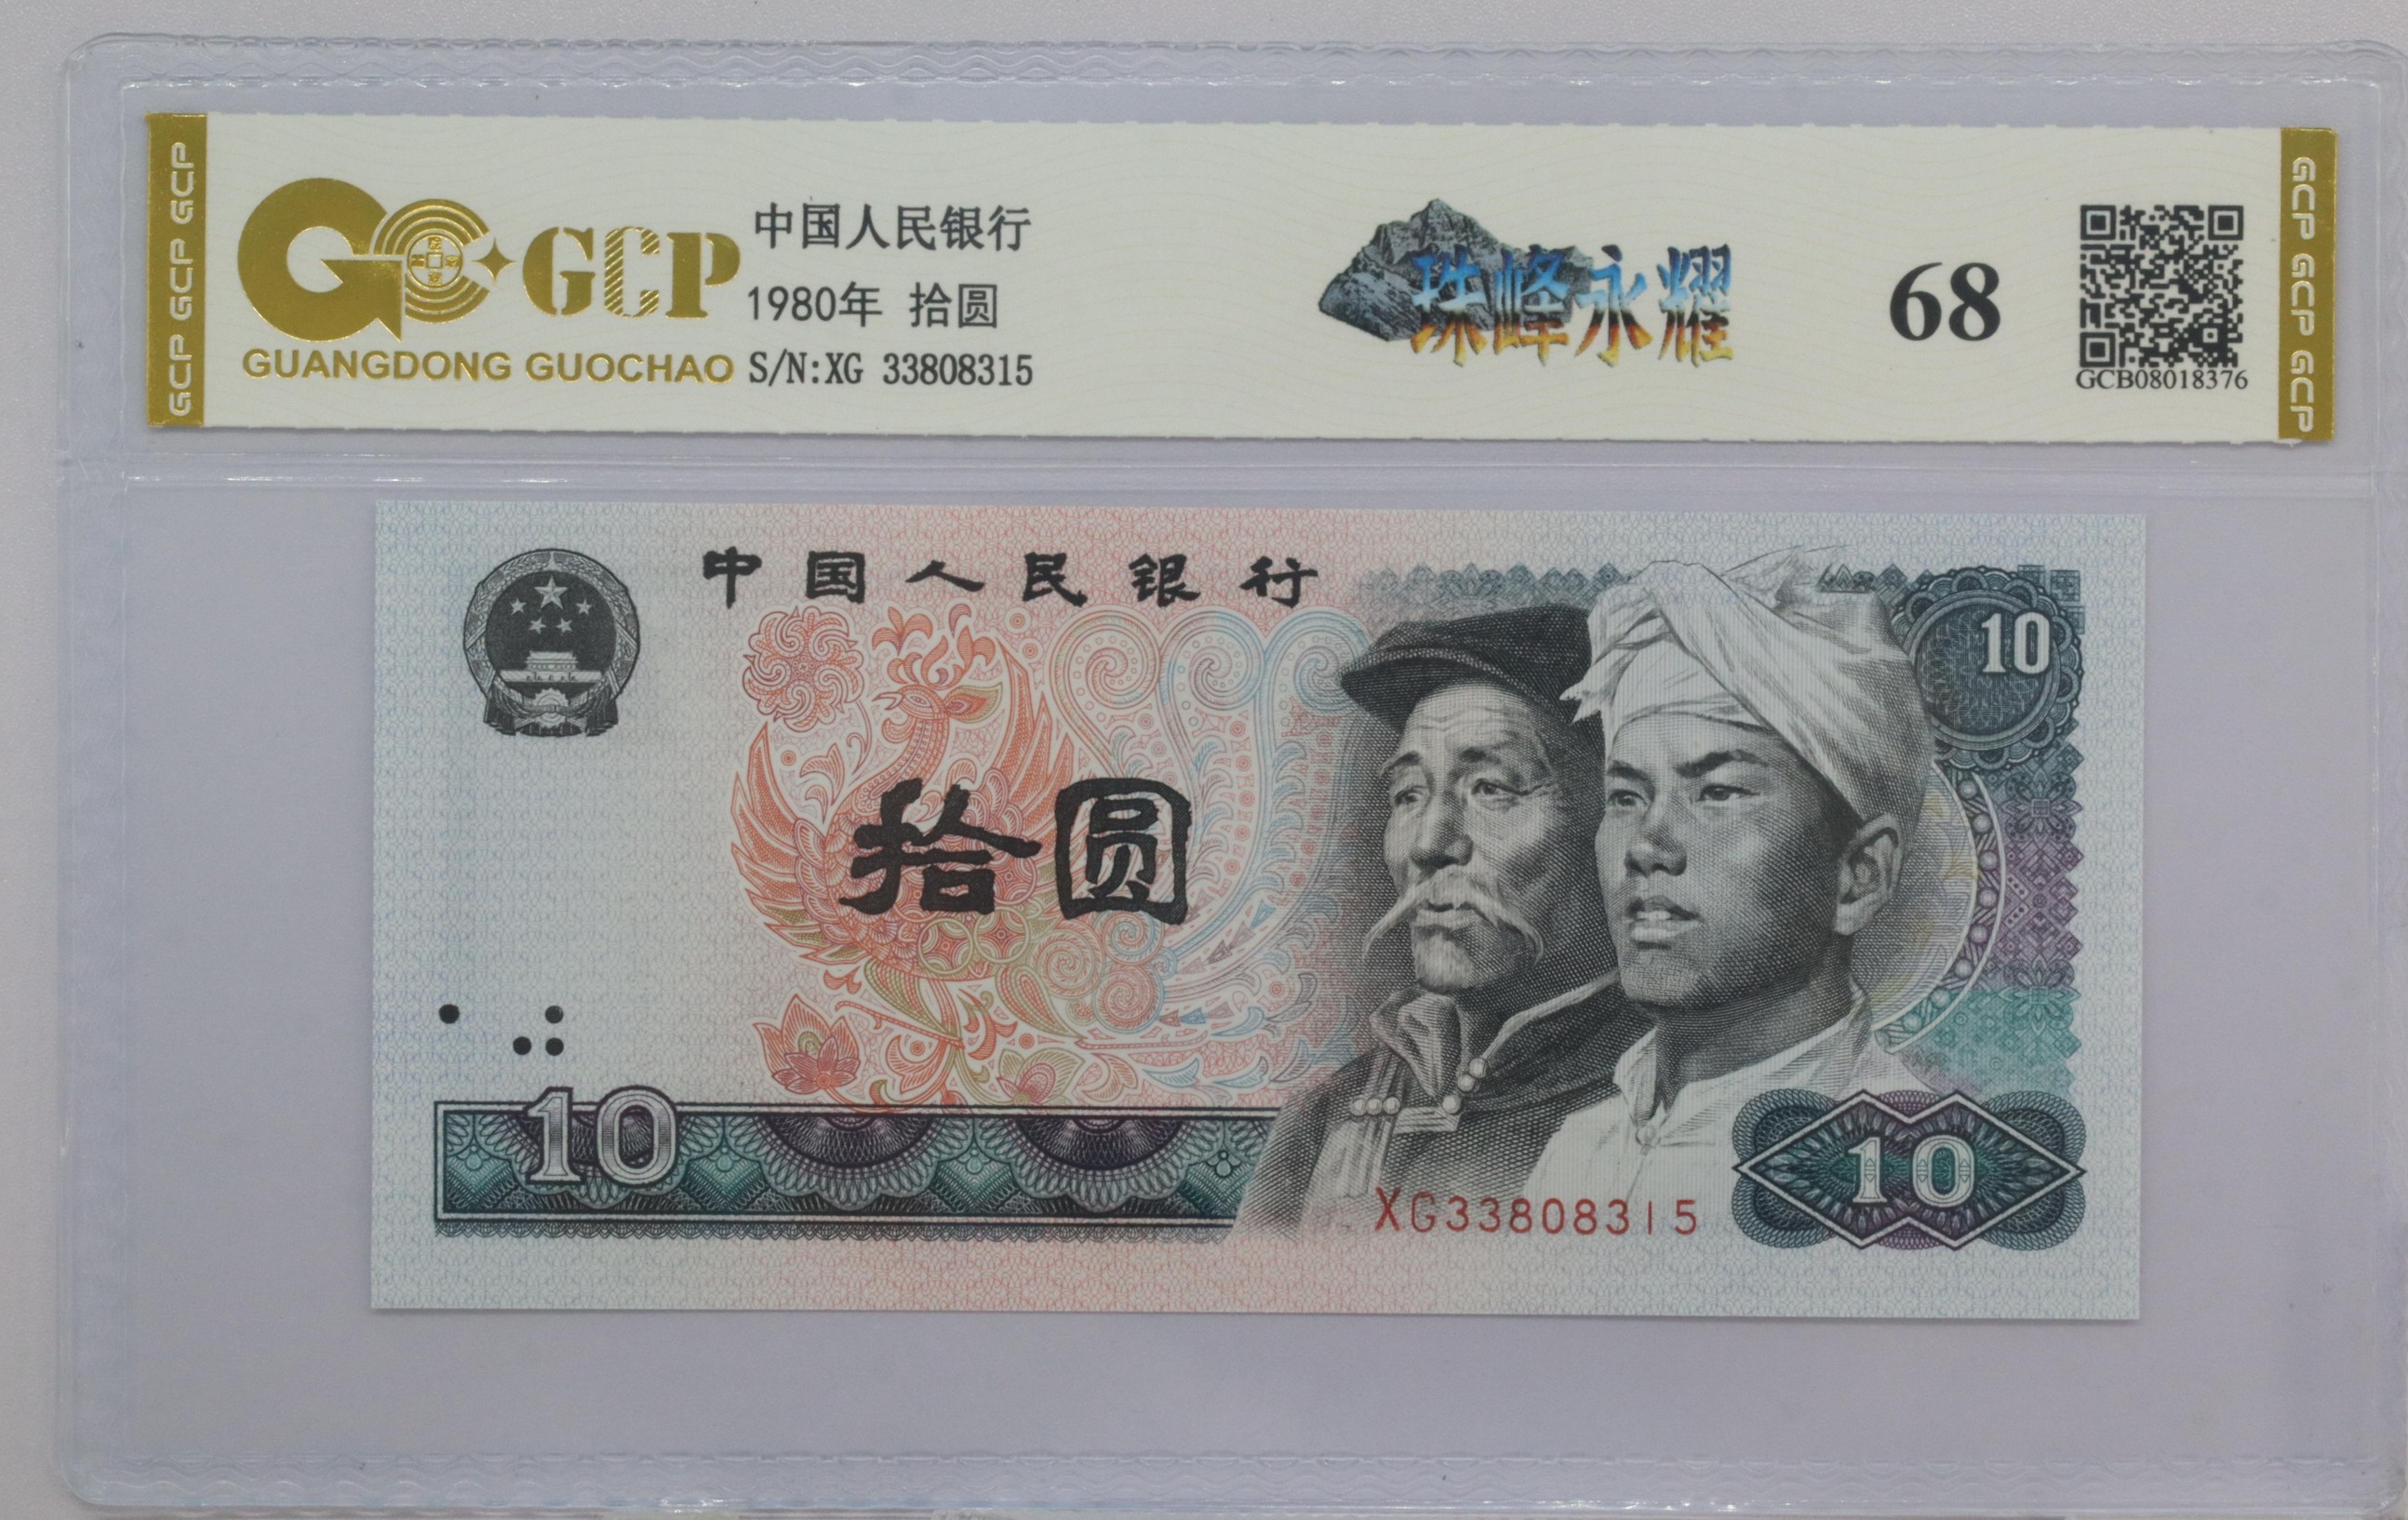 GCP GCP GCP
GCP
GUANGDONG GUOCHAO
中国人民银行
1980年 拾圆
S/N:XG 33808315
珠峰永耀
68
GCB08018376
GCP GCP GCP
中国人民银行
10
拾圆
10
XG33808315
10